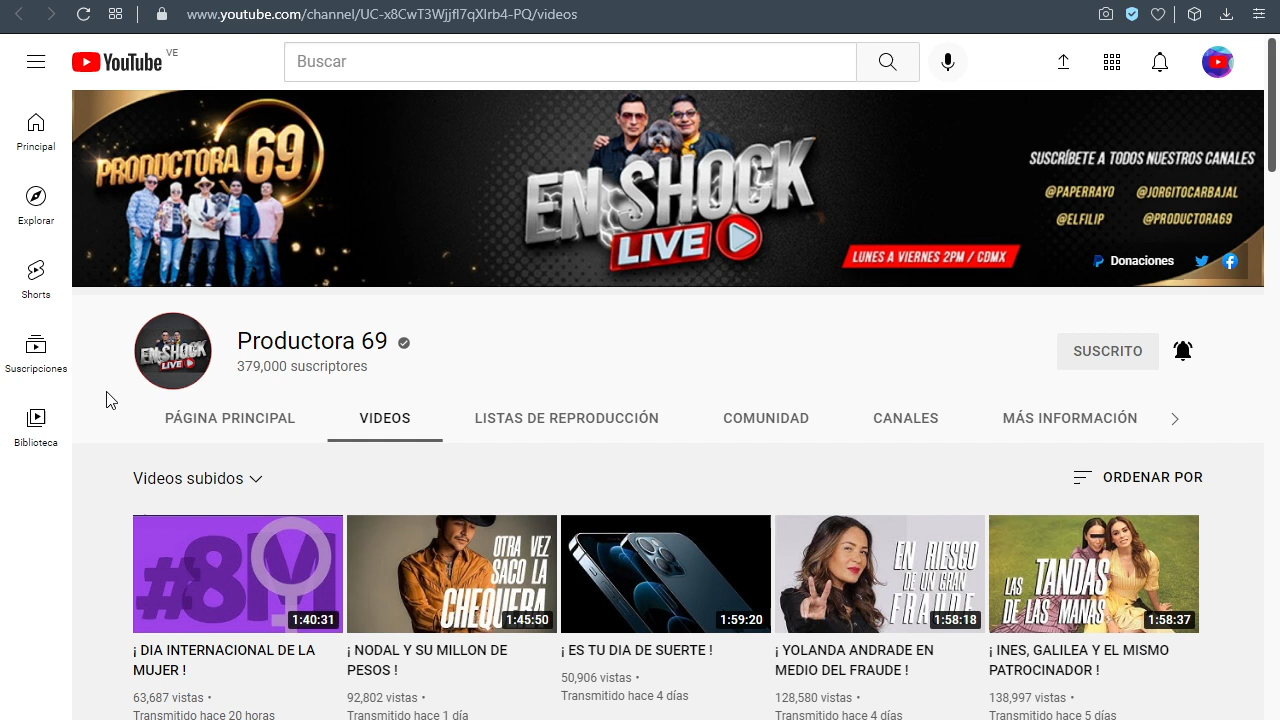 www.youtube.com/channel/UC-x8CwT3Wjjfl7qXlrb4-PQ/videos
YouTube VE
Buscar
Principal
Explorar
Shorts
Suscripciones
Biblioteca
PRODUCTORA 69
EN SHOCK
LIVE
SUSCRÍBETE A TODOS NUESTROS CANALES
@PAPERRAYO @JORGITOCARBAJAL
@ELFILIP @PRODUCTORA69
LUNES A VIERNES 2PM / CDMX
Donaciones
EN SHOCK
LIVE
Productora 69
379,000 suscriptores
SUSCRITO
PÁGINA PRINCIPAL VIDEOS LISTAS DE REPRODUCCIÓN COMUNIDAD CANALES MÁS INFORMACIÓN
Videos subidos
ORDENAR POR
#8M
1:40:31
¡ DIA INTERNACIONAL DE LA
MUJER !
63,687 vistas •
Transmitido hace 20 horas
OTRA VEZ
SACO LA
CHEQUERA
1:45:50
¡ NODAL Y SU MILLON DE
PESOS !
92,802 vistas •
Transmitido hace 1 día
1:59:20
¡ ES TU DIA DE SUERTE !
50,906 vistas •
Transmitido hace 4 días
EN RIESGO
DE UN GRAN
FRAUDE
1:58:18
¡ YOLANDA ANDRADE EN
MEDIO DEL FRAUDE !
128,580 vistas •
Transmitido hace 4 días
LAS TANDAS
DE LAS MANAS
1:58:37
¡ INES, GALILEA Y EL MISMO
PATROCINADOR !
138,997 vistas •
Transmitido hace 5 días